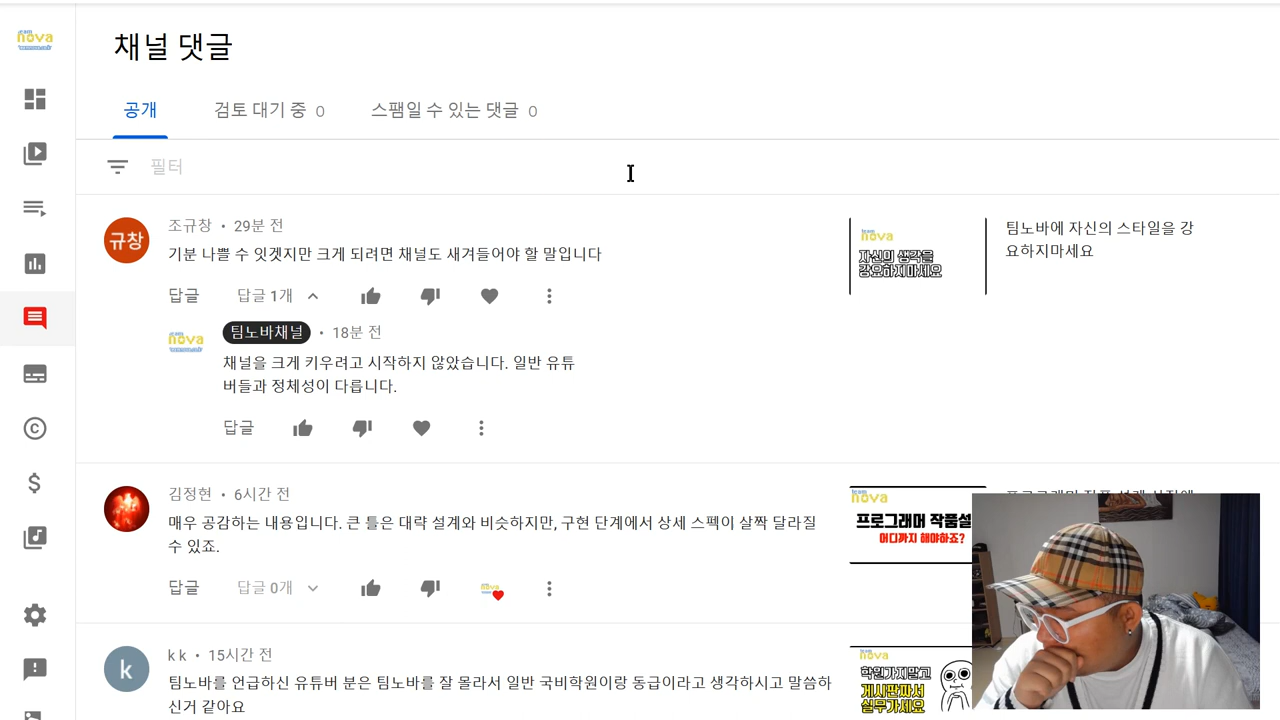 team
nova
채널 댓글
공개
검토 대기 중 0
스팸일 수 있는 댓글 0
필터
규창
조규창 • 29분 전
기분 나쁠 수 잇겟지만 크게 되려면 채널도 새겨들어야 할 말입니다
답글 답글 1개
nova
자신의 생각을
강요하지마세요
팀노바에 자신의 스타일을 강
요하지마세요
nova
팀노바채널 • 18분 전
채널을 크게 키우려고 시작하지 않았습니다. 일반 유튜
버들과 정체성이 다릅니다.
답글
김정현 • 6시간 전
매우 공감하는 내용입니다. 큰 틀은 대략 설계와 비슷하지만, 구현 단계에서 상세 스펙이 살짝 달라질
수 있죠.
답글 답글 0개
nova
프로그래머 작품설
어디까지 해야하죠?
k
k k • 15시간 전
팀노바를 언급하신 유튜버 분은 팀노바를 잘 몰라서 일반 국비학원이랑 동급이라고 생각하시고 말씀하
신거 같아요
nova
학원가지말고
게시판짜서
실무가세요